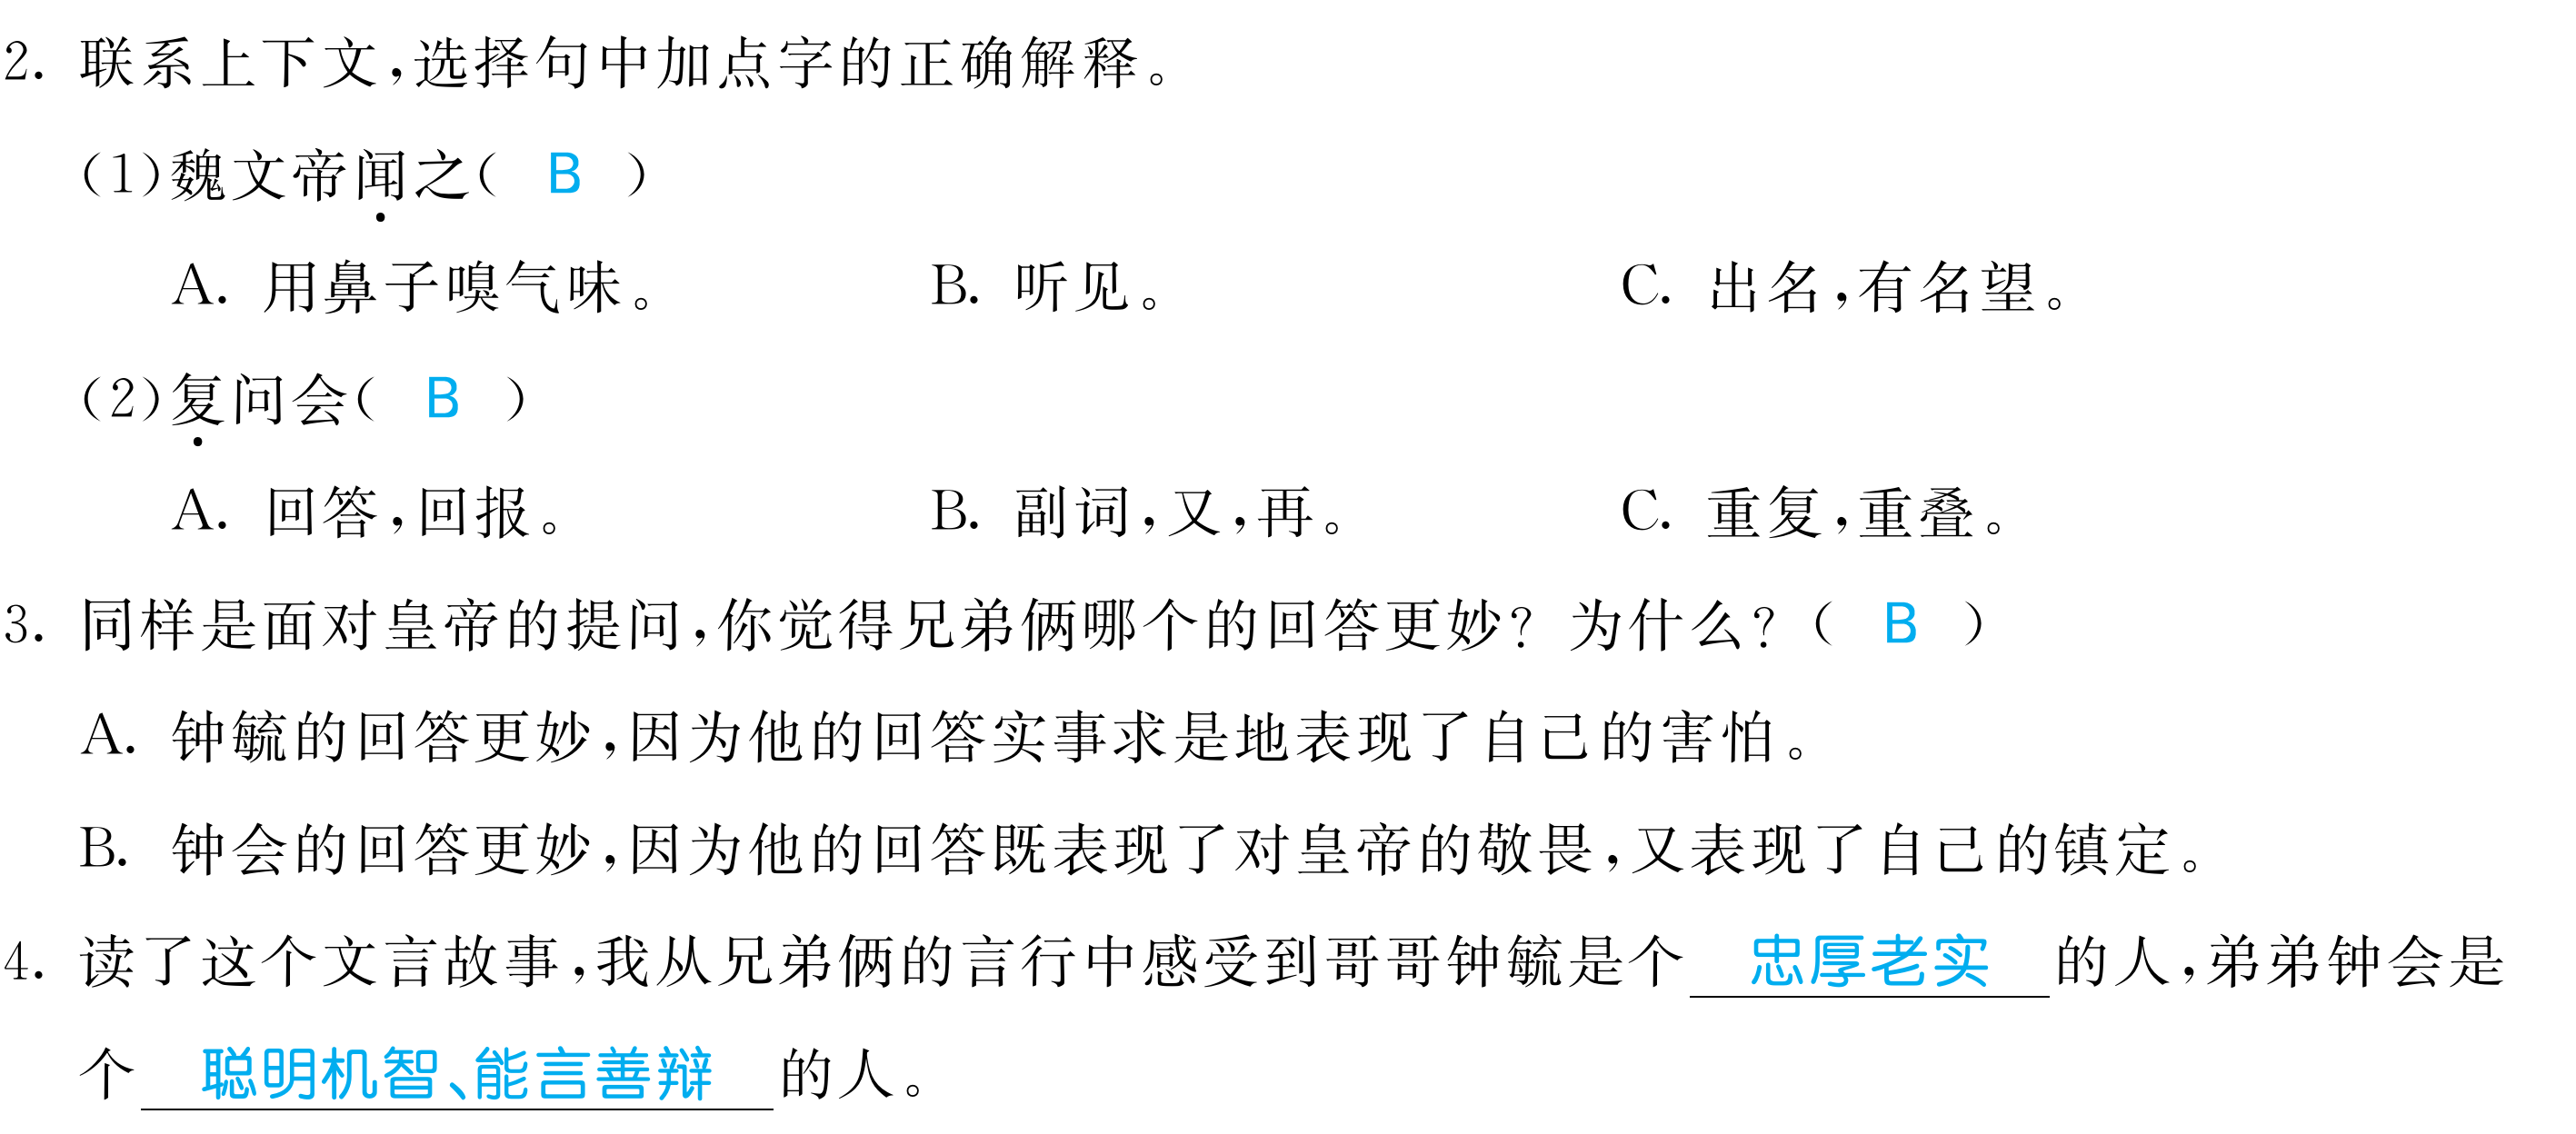 2. 联系上下文,选择句中加点字的正确解释。
(1)魏文帝闻之( B )
A. 用鼻子嗅气味。 B. 听见。 C. 出名,有名望。
(2)复问会( B )
A. 回答,回报。 B. 副词,又,再。 C. 重复,重叠。
3. 同样是面对皇帝的提问,你觉得兄弟俩哪个的回答更妙? 为什么? ( B )
A. 钟毓的回答更妙,因为他的回答实事求是地表现了自己的害怕。
B. 钟会的回答更妙,因为他的回答既表现了对皇帝的敬畏,又表现了自己的镇定。
4. 读了这个文言故事,我从兄弟俩的言行中感受到哥哥钟毓是个 忠厚老实 的人,弟弟钟会是
个 聪明机智、能言善辩 的人。